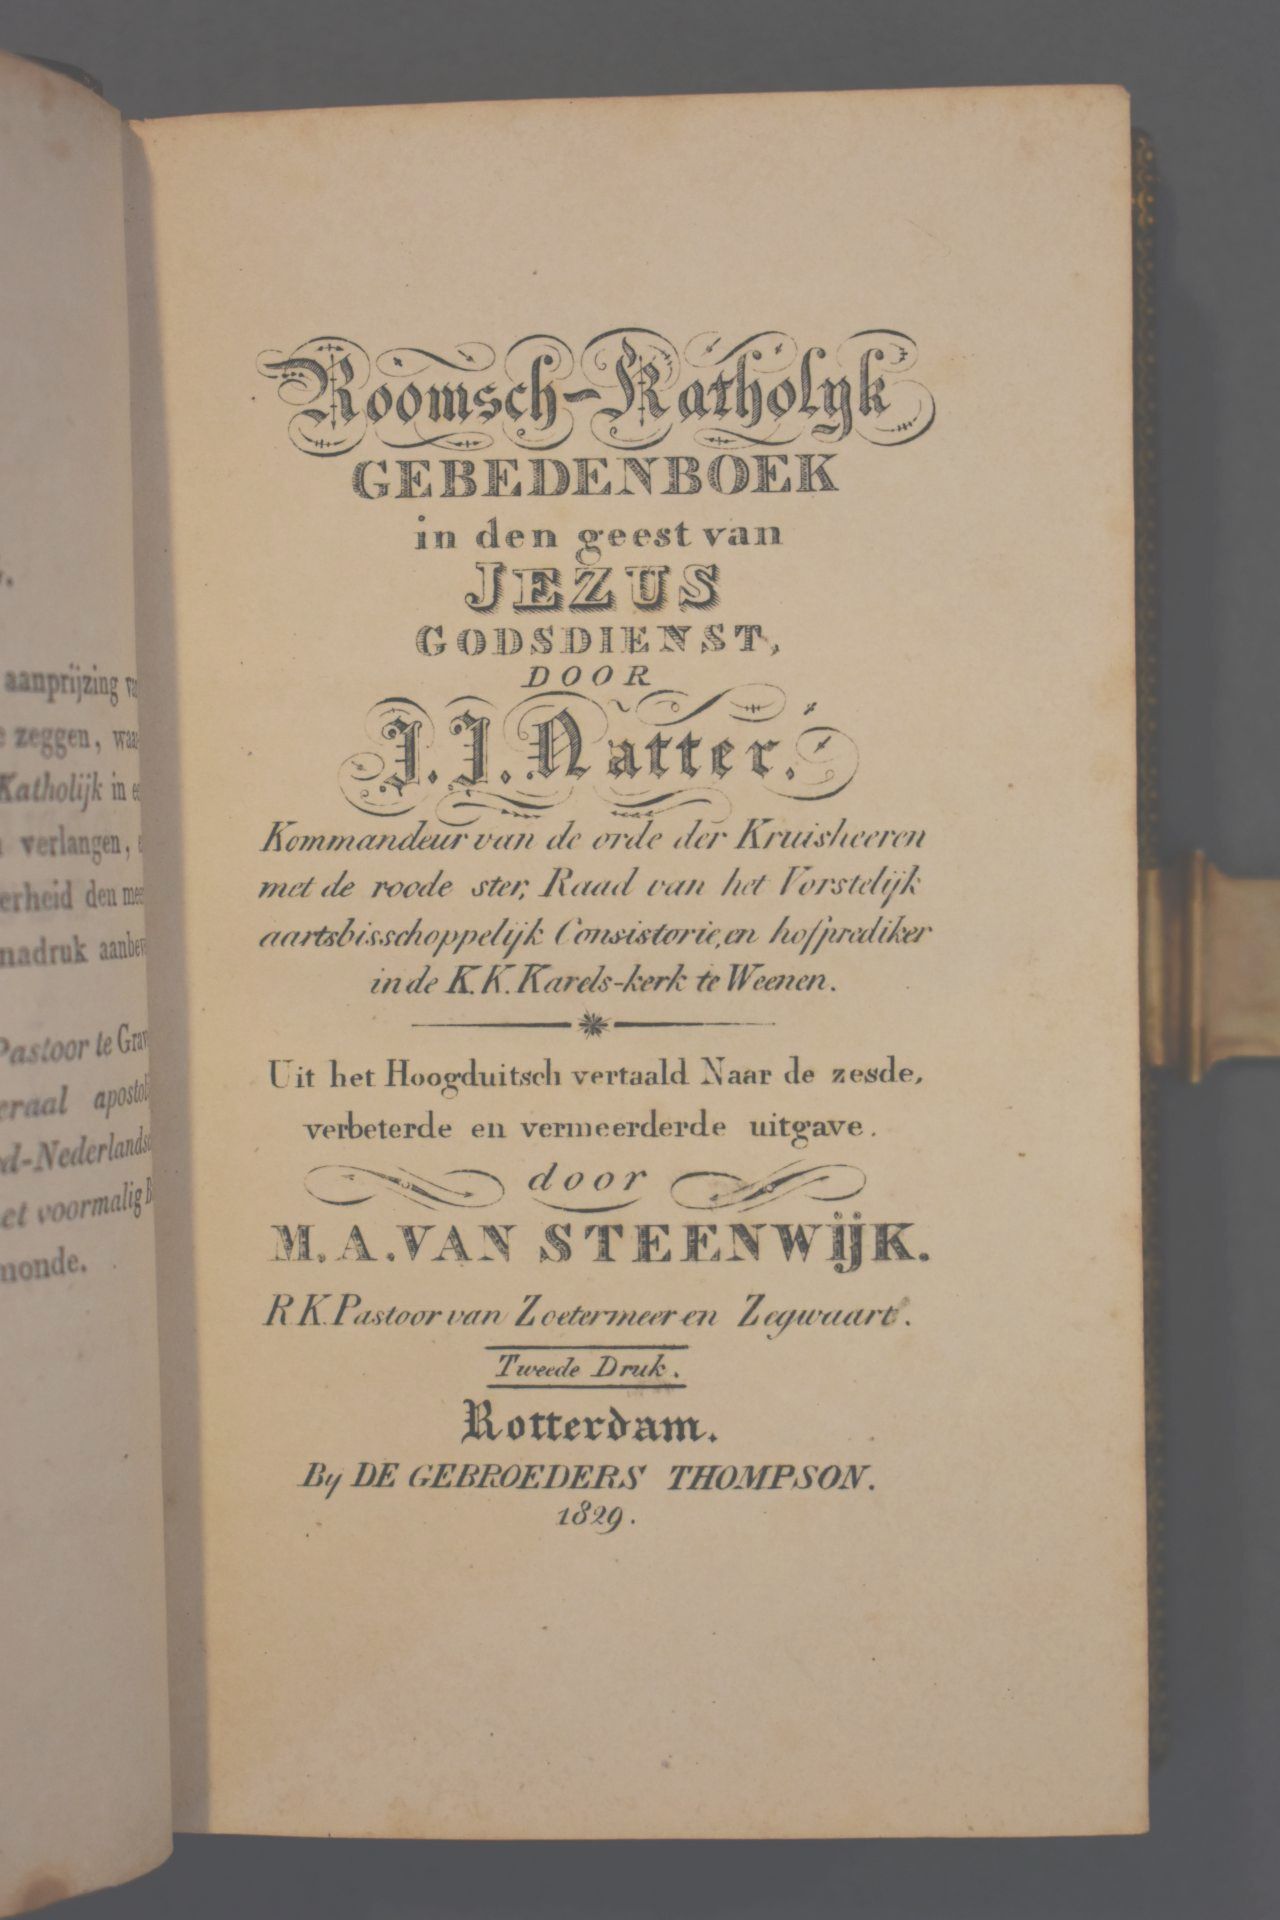 aanprijzing
zeggen,
Katholijk in
verlangen,
erheid den
nadruk
Pastoor te
eraal
d-Nederlands
et voormalig
monde.
Roomsch-Katholyk
GEBEDENBOEK
in den geest van
JEZUS
GODSDIENST,
DOOR
J. J. Natter.
Kommandeur van de orde der Kruisheeren
met de roode ster, Raad van het Vorstelijk
aartsbisschoppelijk Consistorie, en hofprediker
in de K. K. Karels-kerk te Weenen.
Uit het Hoogduitsch vertaald Naar de zesde,
verbeterde en vermeerderde uitgave.
door
M. A. VAN STEENWIJK.
R. K. Pastoor van Zoetermeer en Zegwaart.
Tweede Druk.
Rotterdam.
By DE GEBROEDERS THOMPSON.
1829.